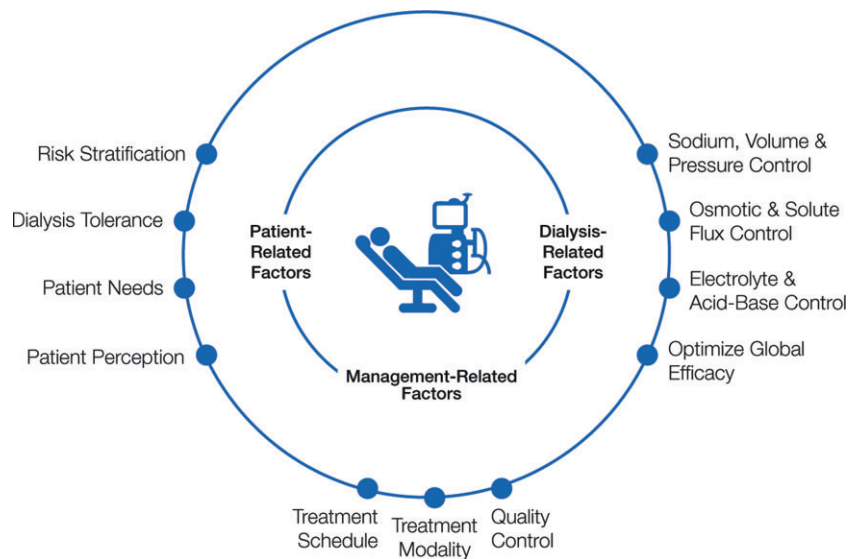 Risk Stratification
Dialysis Tolerance
Patient Needs
Patient Perception
Patient-
Related
Factors
Dialysis-
Related
Factors
Management-Related
Factors
Sodium, Volume &
Pressure Control
Osmotic & Solute
Flux Control
Electrolyte &
Acid-Base Control
Optimize Global
Efficacy
Treatment
Schedule
Treatment
Modality
Quality
Control